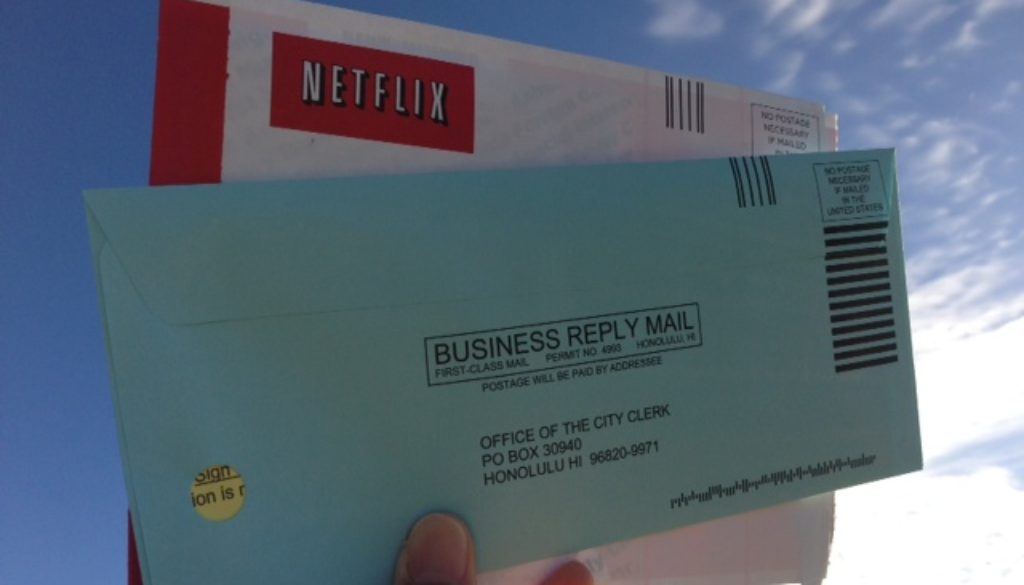 NETFLIX
NO POSTAGE
NECESSARY
IF MAILED
NO POSTAGE
NECESSARY
IF MAILED
IN THE
UNITED STATES
BUSINESS REPLY MAIL
FIRST-CLASS MAIL PERMIT NO. 4993 HONOLULU, HI
POSTAGE WILL BE PAID BY ADDRESSEE
OFFICE OF THE CITY CLERK
PO BOX 30940
HONOLULU HI 96820-9971
Sign
ion is r